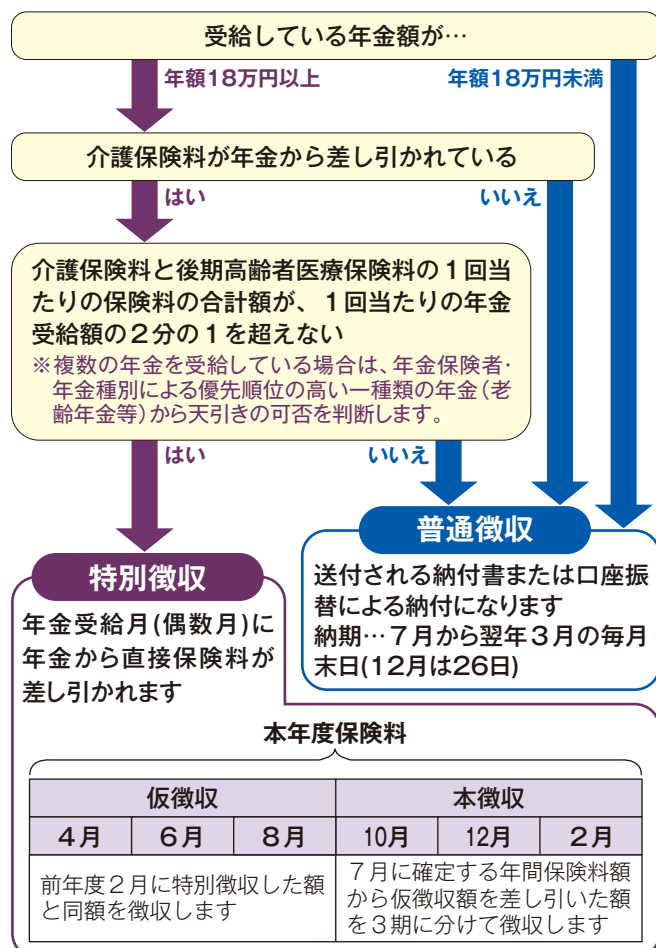 受給している年金額が…
年額18万円以上
年額18万円未満
介護保険料が年金から差し引かれている
はい
いいえ
介護保険料と後期高齢者医療保険料の１回当
たりの保険料の合計額が、１回当たりの年金
受給額の２分の１を超えない
※複数の年金を受給している場合は、年金保険者・
年金種別による優先順位の高い一種類の年金(老
齢年金等)から天引きの可否を判断します。
はい
いいえ
普通徴収
送付される納付書または口座振
替による納付になります
納期…７月から翌年３月の毎月
末日(12月は26日)
特別徴収
年金受給月(偶数月)に
年金から直接保険料が
差し引かれます
本年度保険料
仮徴収
本徴収
４月
６月
８月
10月
12月
２月
前年度２月に特別徴収した額
と同額を徴収します
７月に確定する年間保険料額
から仮徴収額を差し引いた額
を３期に分けて徴収します